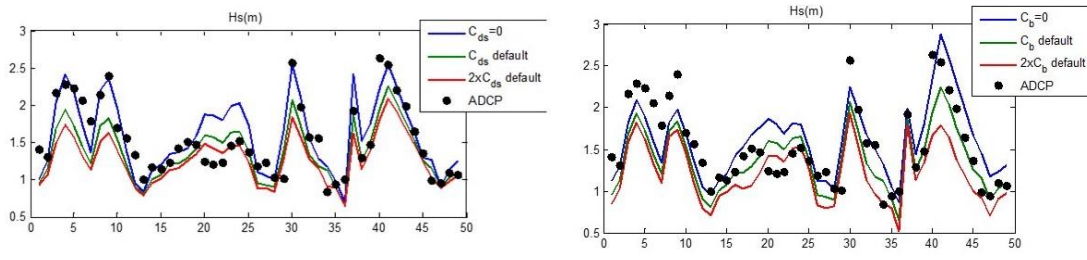 Hs(m)
C_ds=0
C_ds default
2xC_ds default
ADCP
3
2.5
2
1.5
1
0.5
0 5 10 15 20 25 30 35 40 45 50
Hs(m)
C_b=0
C_b default
2xC_b default
ADCP
3
2.5
2
1.5
1
0.5
0 5 10 15 20 25 30 35 40 45 50